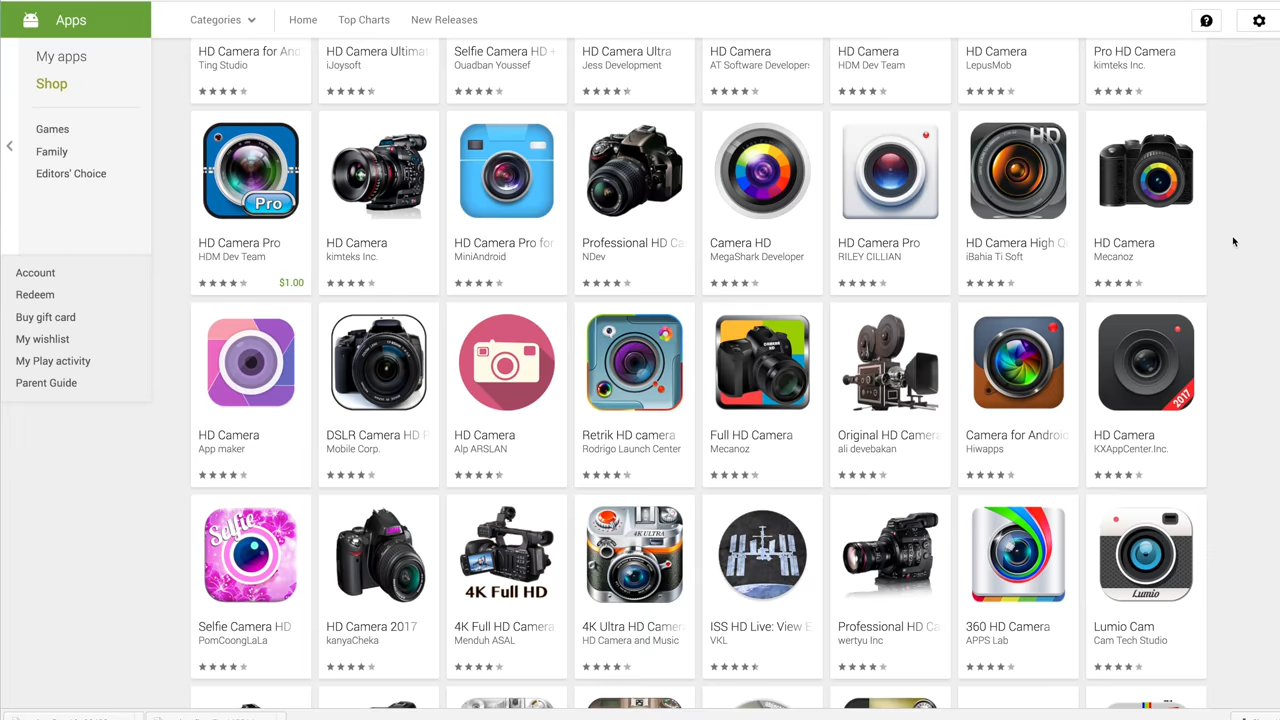 Apps
Categories
Home
Top Charts
New Releases
My apps
Shop
Games
Family
Editors' Choice
Account
Redeem
Buy gift card
My wishlist
My Play activity
Parent Guide
HD Camera for And
Ting Studio
HD Camera Ultimat
iJoysoft
Selfie Camera HD +
Ouadban Youssef
HD Camera Ultra
Jess Development
HD Camera
AT Software Developers
HD Camera
HDM Dev Team
HD Camera
LepusMob
Pro HD Camera
kimteks Inc.
Pro
HD Camera Pro
HDM Dev Team
$1.00
HD Camera
kimteks Inc.
HD Camera Pro for
MiniAndroid
Professional HD Ca
NDev
Camera HD
MegaShark Developer
HD Camera Pro
RILEY CILLIAN
HD
HD Camera High Qu
iBahia Ti Soft
HD Camera
Mecanoz
HD Camera
App maker
DSLR Camera HD P
Mobile Corp.
HD Camera
Alp ARSLAN
Retrik HD camera
Rodrigo Launch Center
Full HD Camera
Mecanoz
Original HD Camera
ali devebakan
Camera for Androi
Hiwapps
2017
HD Camera
KXAppCenter.Inc.
Selfie
Selfie Camera HD
PomCoongLaLa
HD Camera 2017
kanyaCheka
4K Full HD
4K Full HD Camera
Menduh ASAL
4K ULTRA
4K Ultra HD Camera
HD Camera and Music
ISS HD Live: View E
VKL
Professional HD Ca
wertyu Inc
360 HD Camera
APPS Lab
Lumio
Lumio Cam
Cam Tech Studio